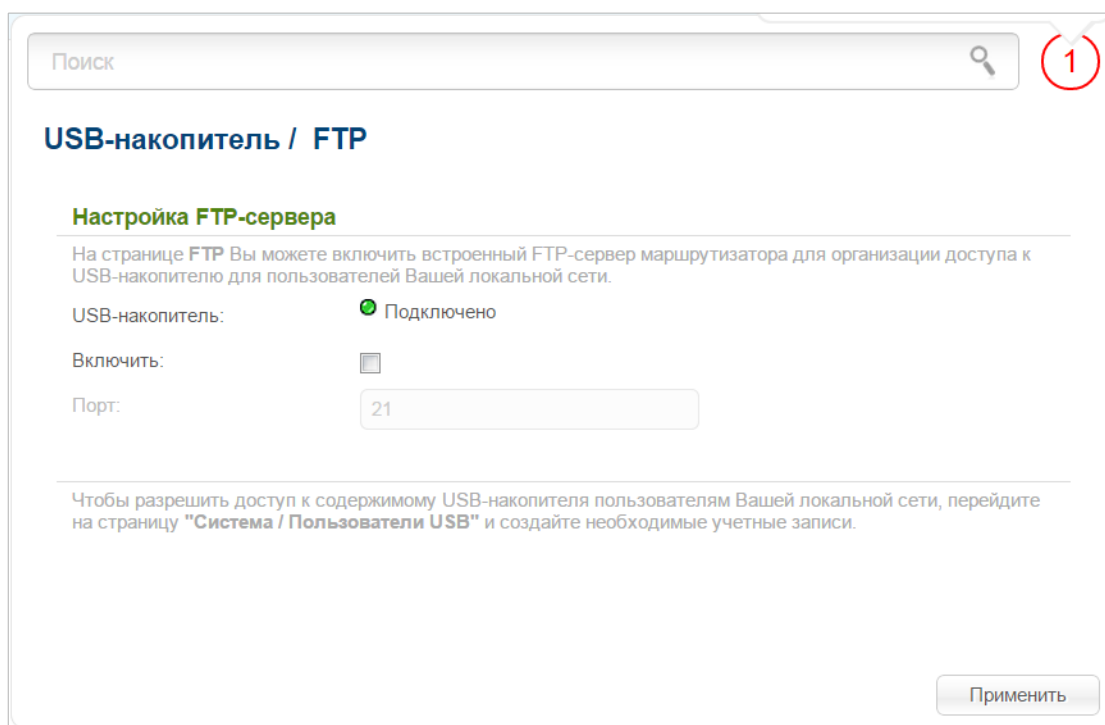 Поиск
1
USB-накопитель / FTP
Настройка FTP-сервера
На странице FTP Вы можете включить встроенный FTP-сервер маршрутизатора для организации доступа к
USB-накопителю для пользователей Вашей локальной сети.
USB-накопитель: Подключено
Включить:
Порт: 21
Чтобы разрешить доступ к содержимому USB-накопителя пользователям Вашей локальной сети, перейдите
на страницу "Система / Пользователи USB" и создайте необходимые учетные записи.
Применить